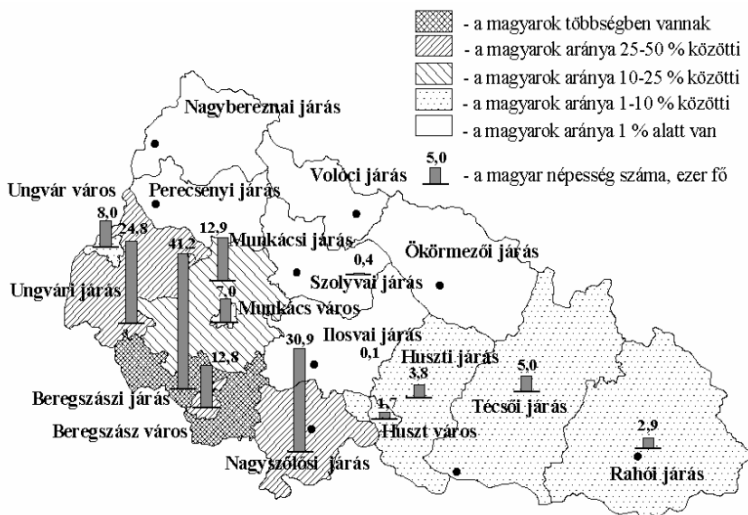 - a magyarok többségben vannak
- a magyarok aránya 25-50 % közötti
- a magyarok aránya 10-25 % közötti
- a magyarok aránya 1-10 % közötti
- a magyarok aránya 1 % alatt van
5,0
- a magyar népesség száma, ezer fő
Nagybereznai járás
Volóci járás
Ungvár város
Perecsenyi járás
8,0
24,8
41,2
12,9
Munkácsi járás
Ökörmezői járás
0,4
Szolyvai járás
Ungvári járás
7,0
Munkács város
Ilosvai járás
30,9
0,1
Huszti járás
12,8
3,8
5,0
Beregszászi járás
1,7
Técsői járás
Beregszász város
Huszt város
2,9
Nagyszőlősi járás
Rahói járás